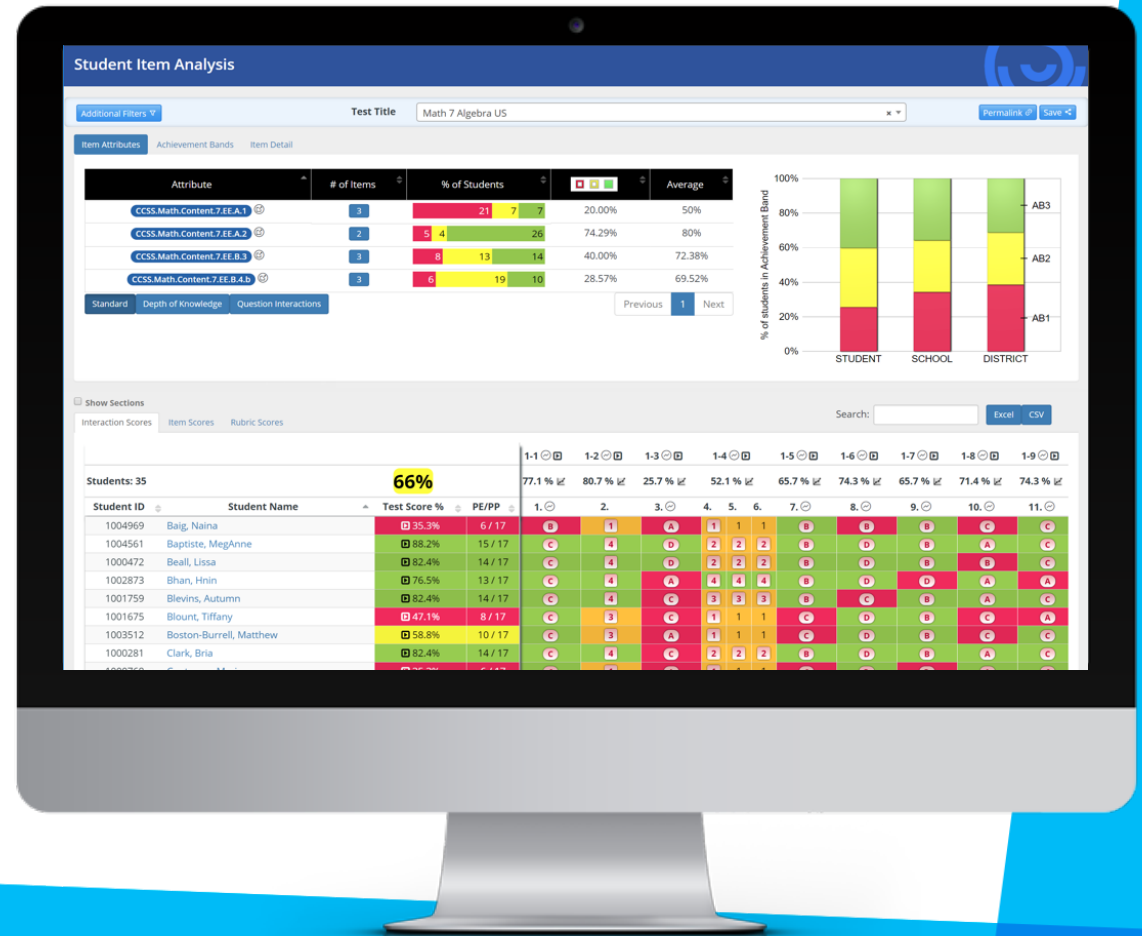 Student Item Analysis
Additional Filters Test Title Math 7 Algebra US × Permalink Save
Item Attributes Achievement Bands Item Detail
Attribute # of Items % of Students Average
CCSS.Math.Content.7.EE.A.1 3 21 7 7 20.00% 50%
CCSS.Math.Content.7.EE.A.2 2 5 4 26 74.29% 80%
CCSS.Math.Content.7.EE.B.3 3 8 13 14 40.00% 72.38%
CCSS.Math.Content.7.EE.B.4.b 3 6 19 10 28.57% 69.52%
Standard Depth of Knowledge Question Interactions Previous 1 Next
% of students in Achievement Band
100%
80%
60%
40%
20%
0%
AB3
AB2
AB1
STUDENT SCHOOL DISTRICT
Show Sections
Interaction Scores Item Scores Rubric Scores Search: Excel CSV
1-1 1-2 1-3 1-4 1-5 1-6 1-7 1-8 1-9
Students: 35 66% 77.1 % 80.7 % 25.7 % 52.1 % 65.7 % 74.3 % 65.7 % 71.4 % 74.3 %
Student ID Student Name Test Score % PE/PP 1. 2. 3. 4. 5. 6. 7. 8. 9. 10. 11.
1004969 Baig, Naina 35.3% 6 / 17 B 1 A 1 1 1 B B B C C
1004561 Baptiste, MegAnne 88.2% 15 / 17 C 4 D 2 2 2 B D B A C
1000472 Beall, Lissa 82.4% 14 / 17 C 4 D 2 2 2 B D B B C
1002873 Bhan, Hnin 76.5% 13 / 17 C 4 A 4 4 4 B D D A A
1001759 Blevins, Autumn 82.4% 14 / 17 C 4 C 3 3 3 B C B A C
1001675 Blount, Tiffany 47.1% 8 / 17 C 3 C 1 1 1 C D B C A
1003512 Boston-Burrell, Matthew 58.8% 10 / 17 C 3 A 1 1 1 C D B C C
1000281 Clark, Bria 82.4% 14 / 17 C 4 C 2 2 2 B D B A C